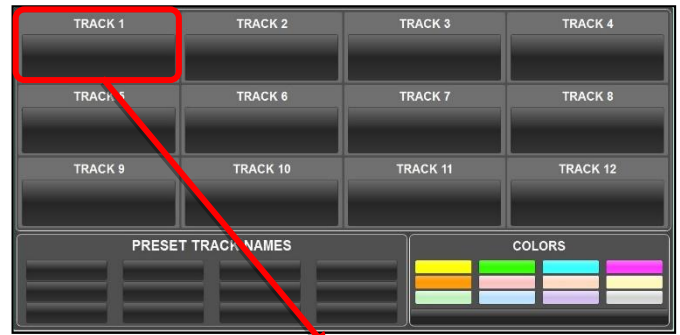 TRACK 1 TRACK 2 TRACK 3 TRACK 4
TRACK 5 TRACK 6 TRACK 7 TRACK 8
TRACK 9 TRACK 10 TRACK 11 TRACK 12
PRESET TRACK NAMES COLORS